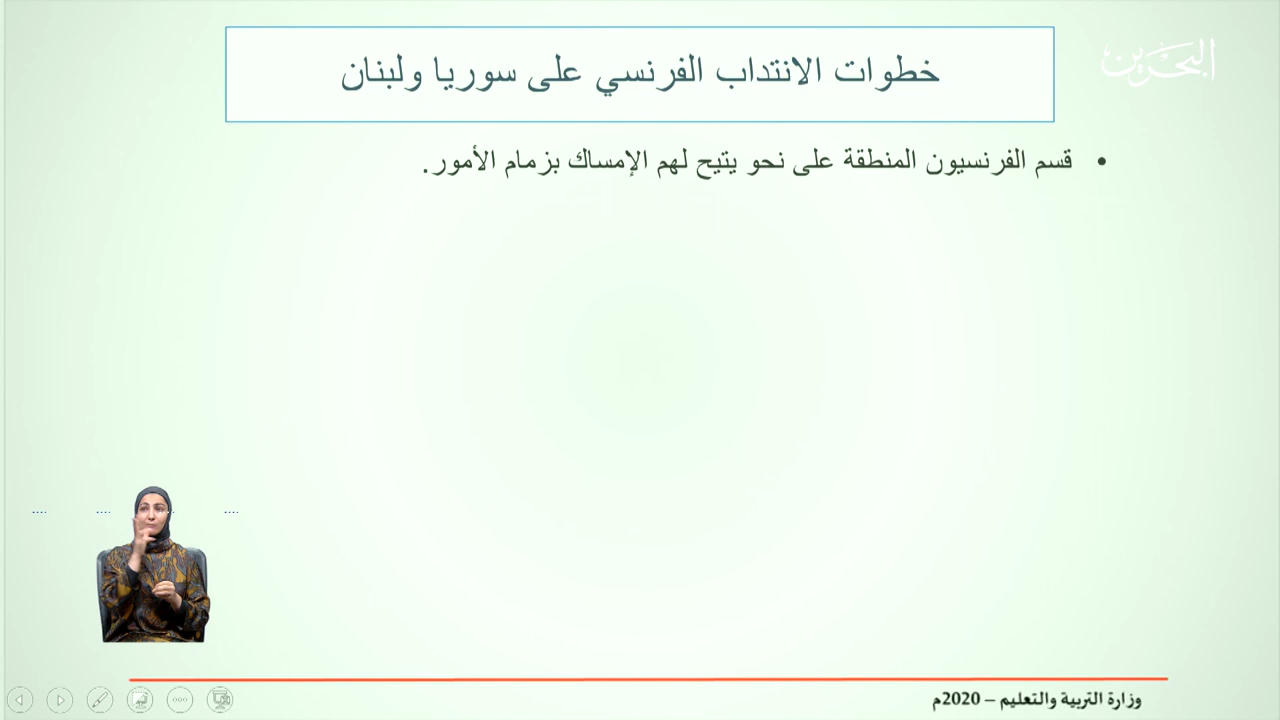 البحرين
خطوات الانتداب الفرنسي على سوريا ولبنان
• قسم الفرنسيون المنطقة على نحو يتيح لهم الإمساك بزمام الأمور.
وزارة التربية والتعليم – 2020م